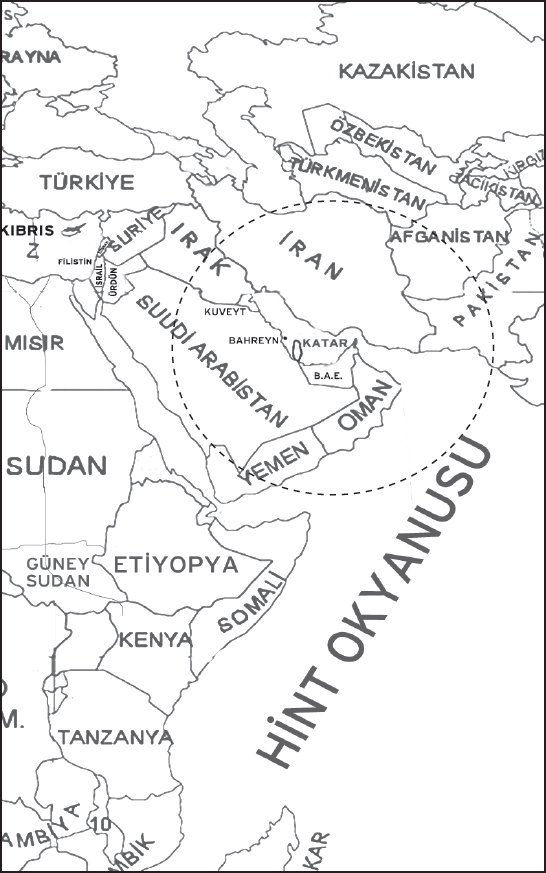 S
RAYNA
KAZAKİSTAN
ÖZBEKİSTAN
KIRGIZ
TÜRKMENİSTAN
TACİKİSTAN
TÜRKİYE
KIBRIS
SURİYE
IRAK
İRAN
AFGANİSTAN
PAKİSTAN
FİLİSTİN
İSRAİL
ÜRDÜN
KUVEYT
SUUDİ ARABİSTAN
BAHREYN
KATAR
B.A.E.
MISIR
OMAN
YEMEN
SUDAN
HİNT OKYANUSU
GÜNEY
SUDAN
ETİYOPYA
SOMALİ
KENYA
M.
TANZANYA
AMBİYA
10
MBİK
KAR